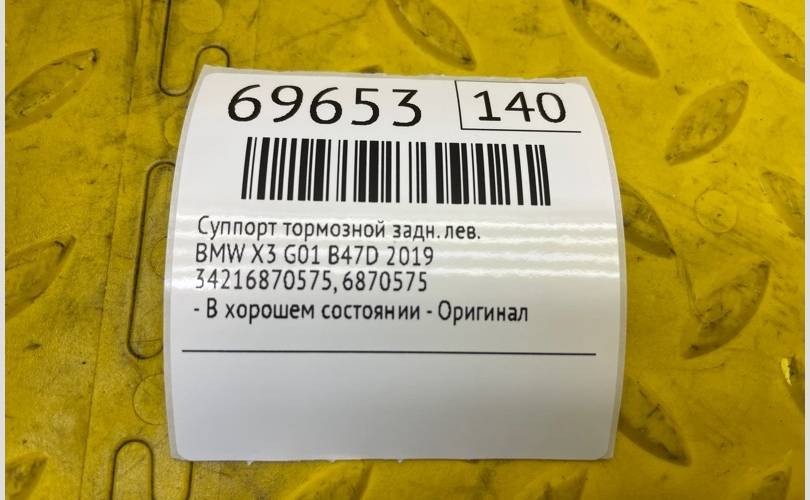 69653 140
Суппорт тормозной задн. лев.
BMW X3 G01 B47D 2019
34216870575, 6870575
- В хорошем состоянии - Оригинал